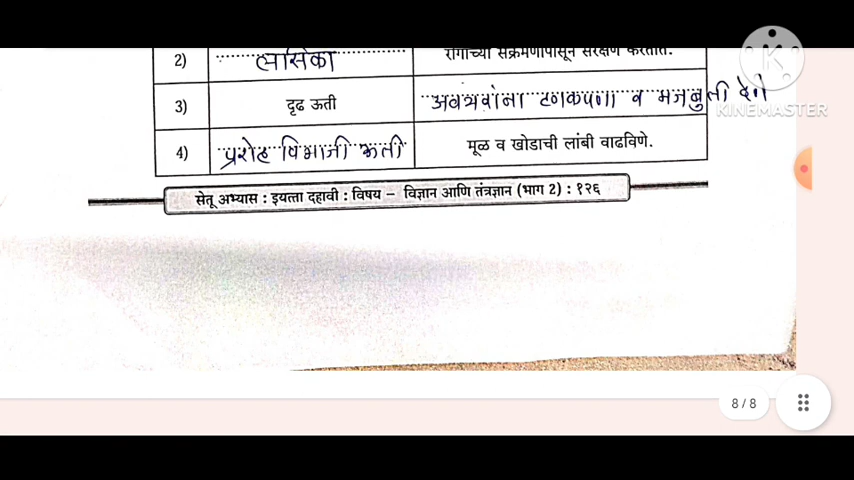 2) लसिका रोगाच्या संक्रमणापासून संरक्षण करतात.
3) दृढ ऊती अवयवांना टणकपणा व मजबुती देणे
4) प्ररोह विभाजी ऊती मूळ व खोडाची लांबी वाढविणे.
सेतू अभ्यास : इयत्ता दहावी : विषय – विज्ञान आणि तंत्रज्ञान (भाग 2) : १२६
K
KINEMASTER
8/8